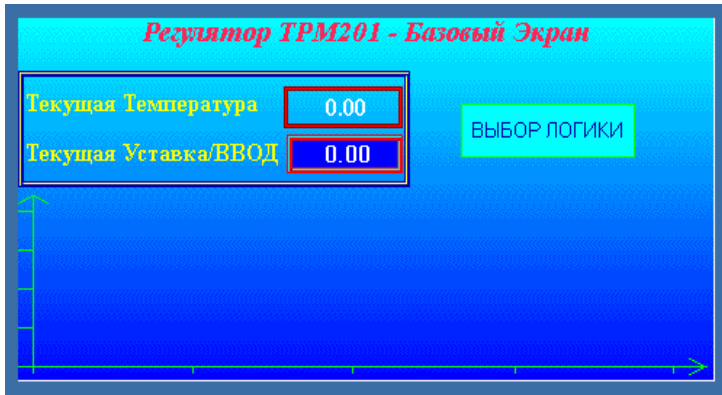 Регулятор ТРМ201 - Базовый Экран
Текущая Температура 0.00
ВЫБОР ЛОГИКИ
Текущая Уставка/ВВОД 0.00